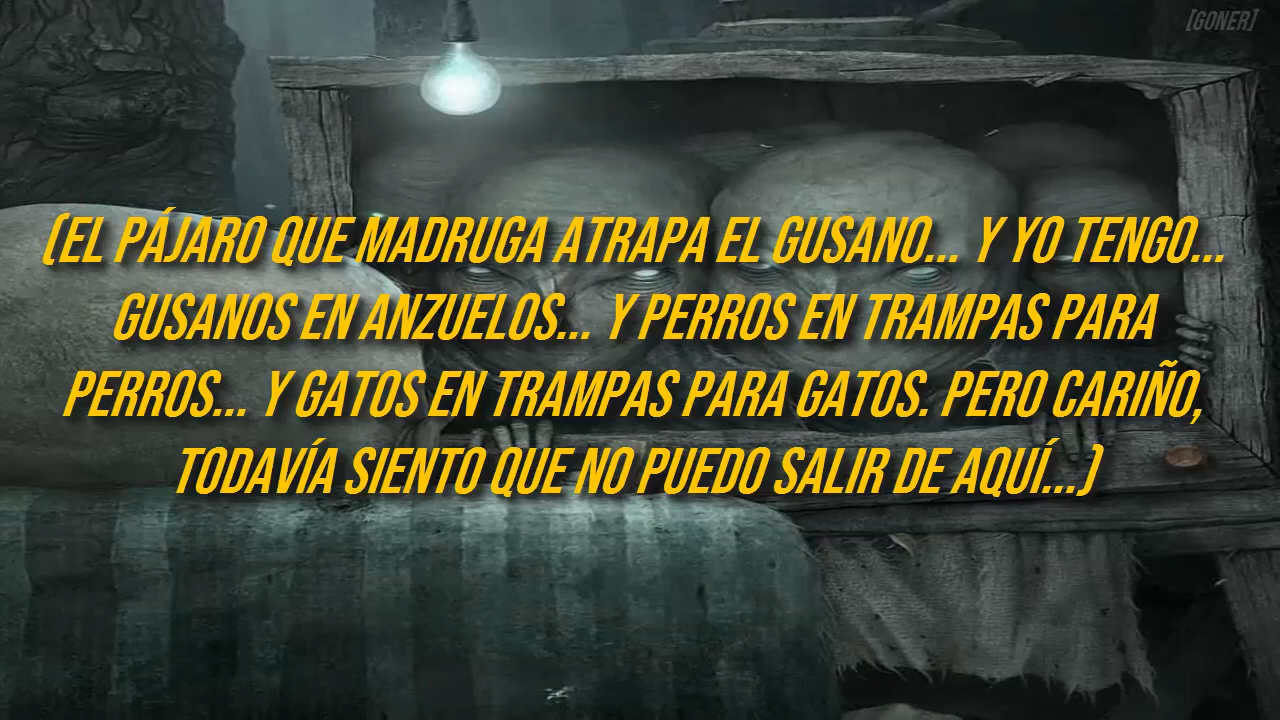 [GONER]
(EL PÁJARO QUE MADRUGA ATRAPA EL GUSANO... Y YO TENGO...
GUSANOS EN ANZUELOS... Y PERROS EN TRAMPAS PARA
PERROS... Y GATOS EN TRAMPAS PARA GATOS. PERO CARIÑO,
TODAVÍA SIENTO QUE NO PUEDO SALIR DE AQUÍ...)